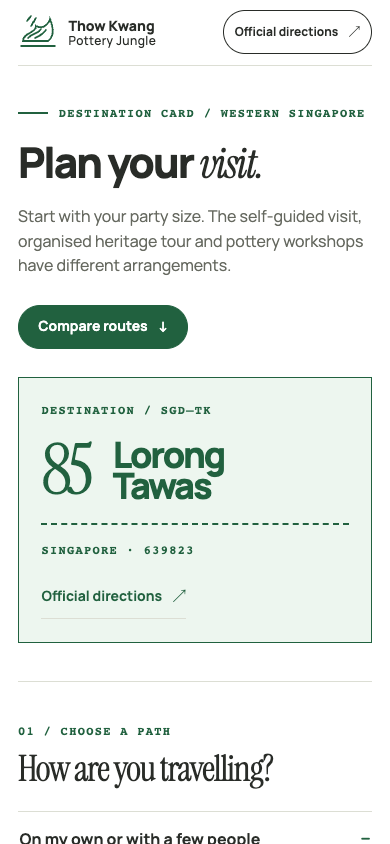 Thow Kwang
Pottery Jungle
Official directions ↗
DESTINATION CARD / WESTERN SINGAPORE
Plan your visit.
Start with your party size. The self-guided visit,
organised heritage tour and pottery workshops
have different arrangements.
Compare routes ↓
DESTINATION / SGD—TK
85 Lorong
Tawas
SINGAPORE · 639823
Official directions ↗
01 / CHOOSE A PATH
How are you travelling?
On my own or with a few people −